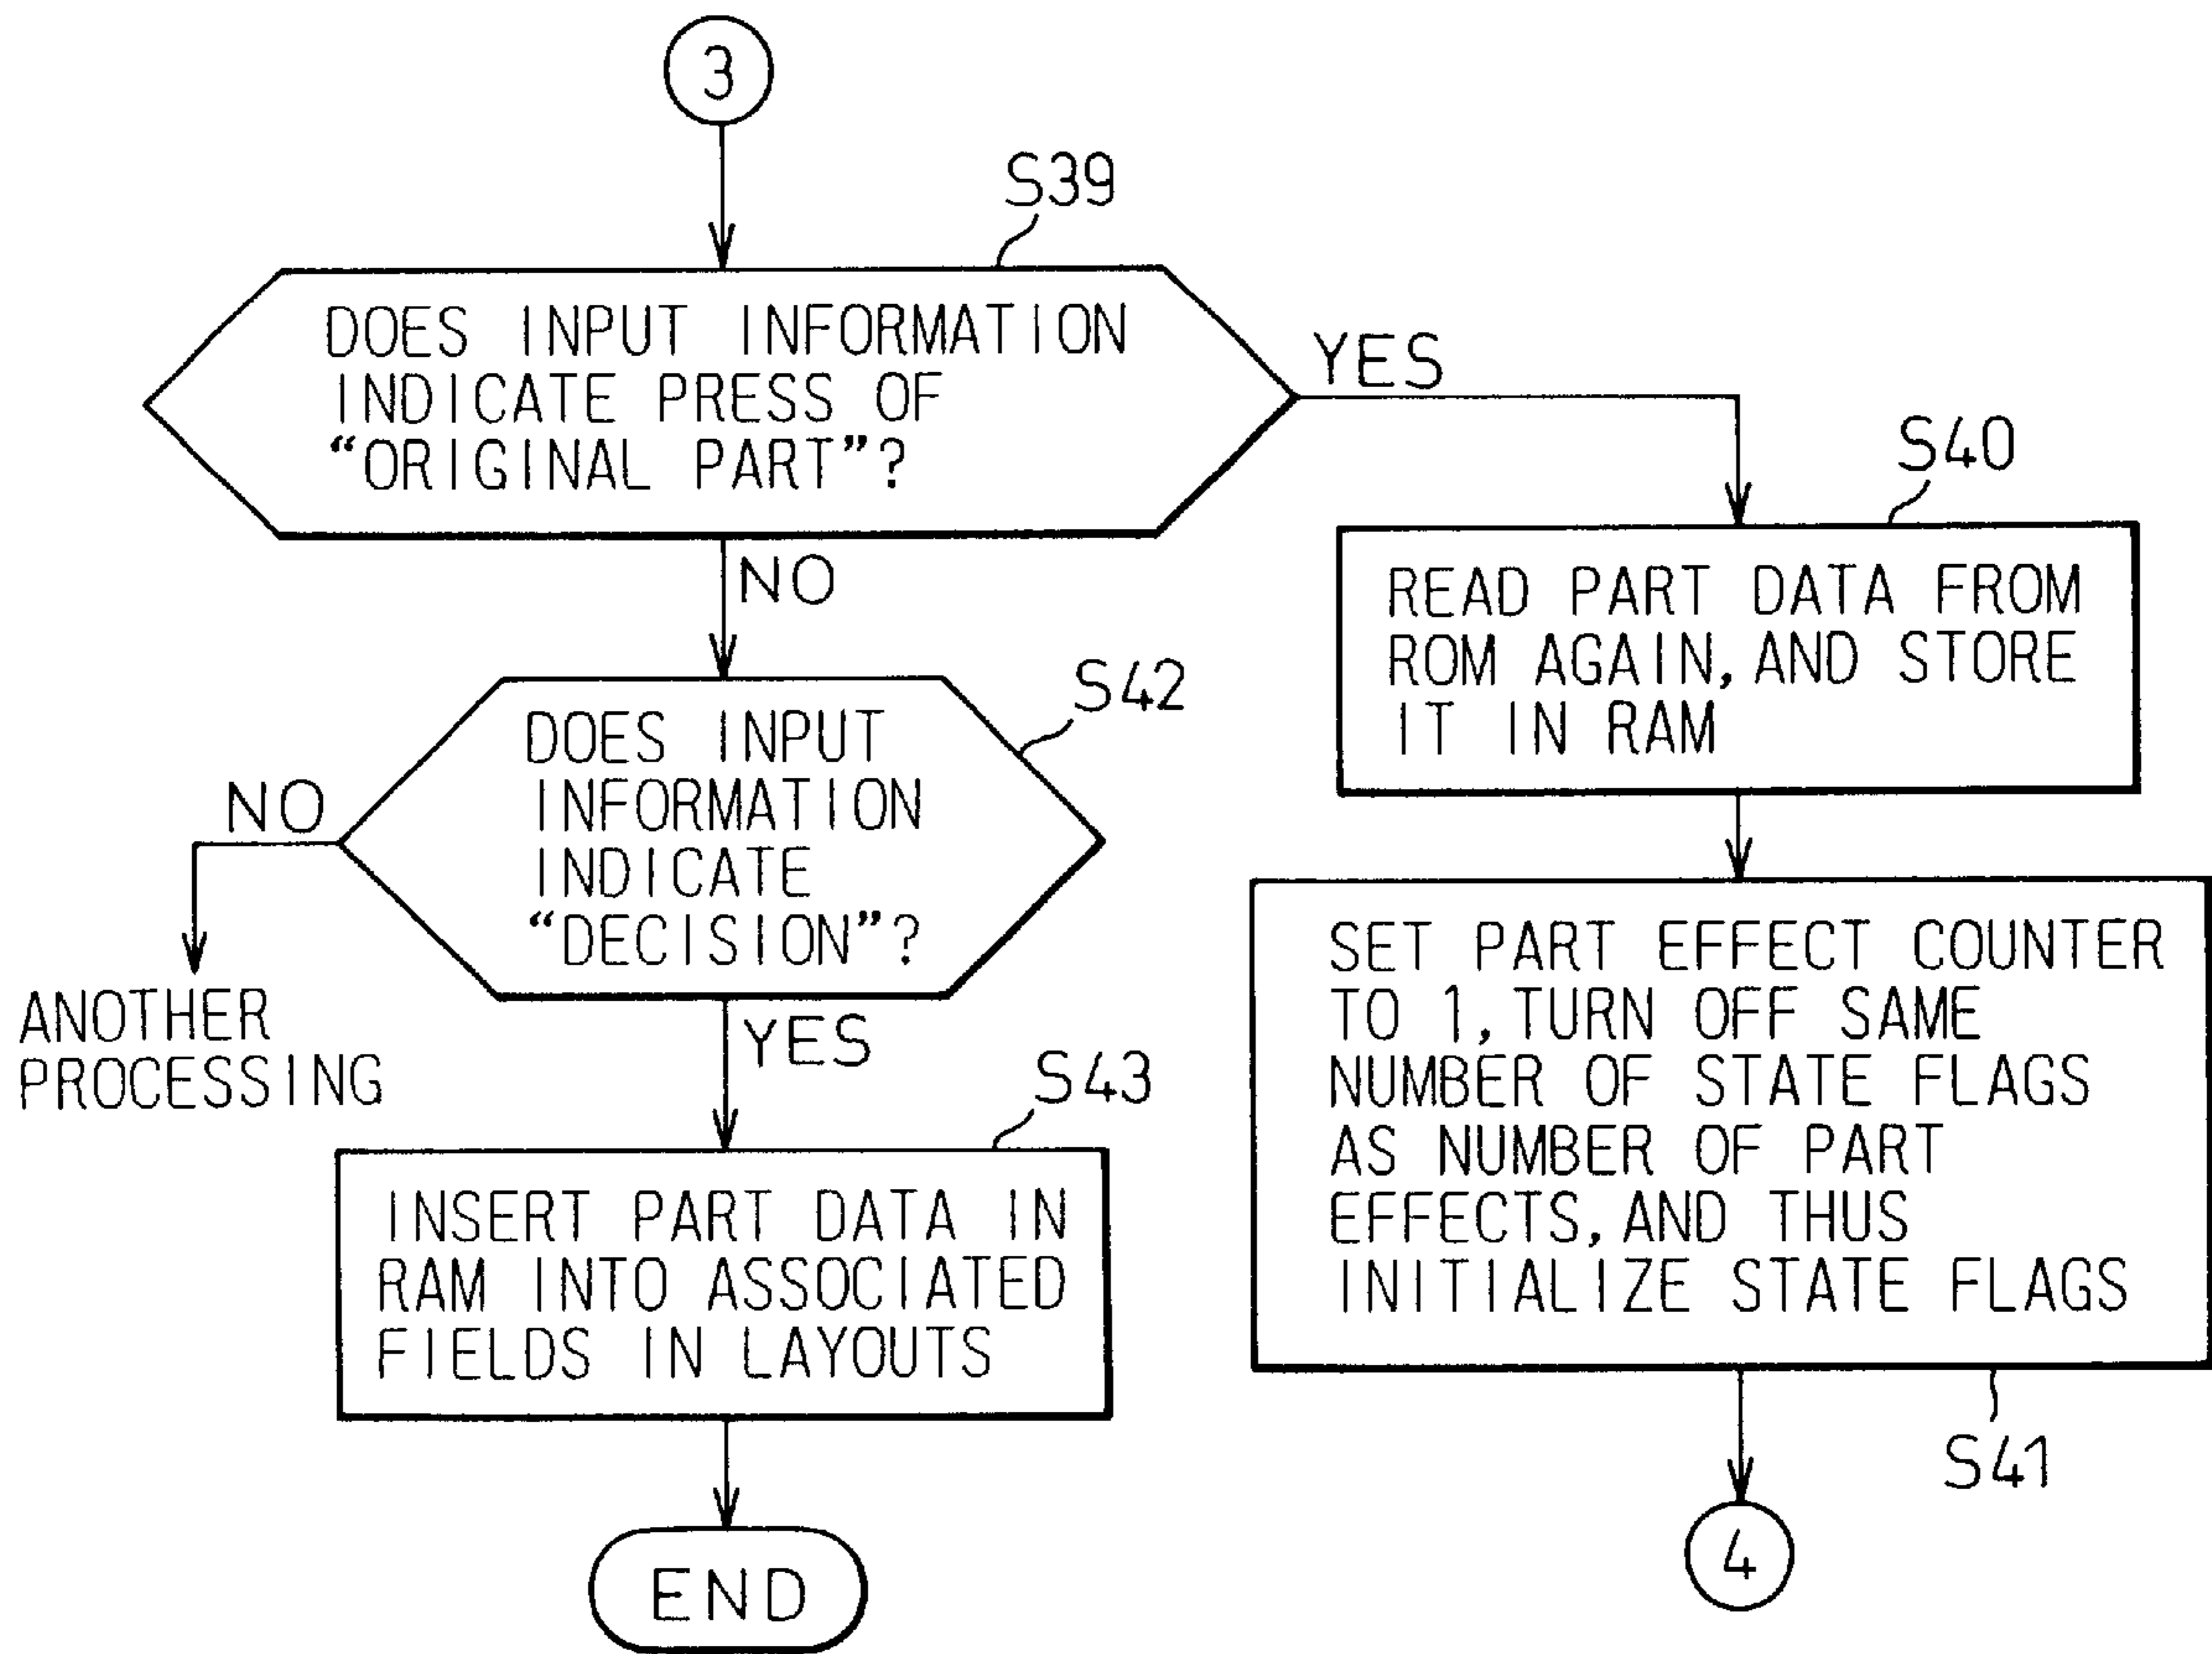 3
S39
DOES INPUT INFORMATION
INDICATE PRESS OF
“ORIGINAL PART”?
YES
NO
S40
READ PART DATA FROM
ROM AGAIN, AND STORE
IT IN RAM
S42
DOES INPUT
INFORMATION
INDICATE
“DECISION”?
NO
ANOTHER
PROCESSING
YES
S43
INSERT PART DATA IN
RAM INTO ASSOCIATED
FIELDS IN LAYOUTS
END
SET PART EFFECT COUNTER
TO 1, TURN OFF SAME
NUMBER OF STATE FLAGS
AS NUMBER OF PART
EFFECTS, AND THUS
INITIALIZE STATE FLAGS
S41
4